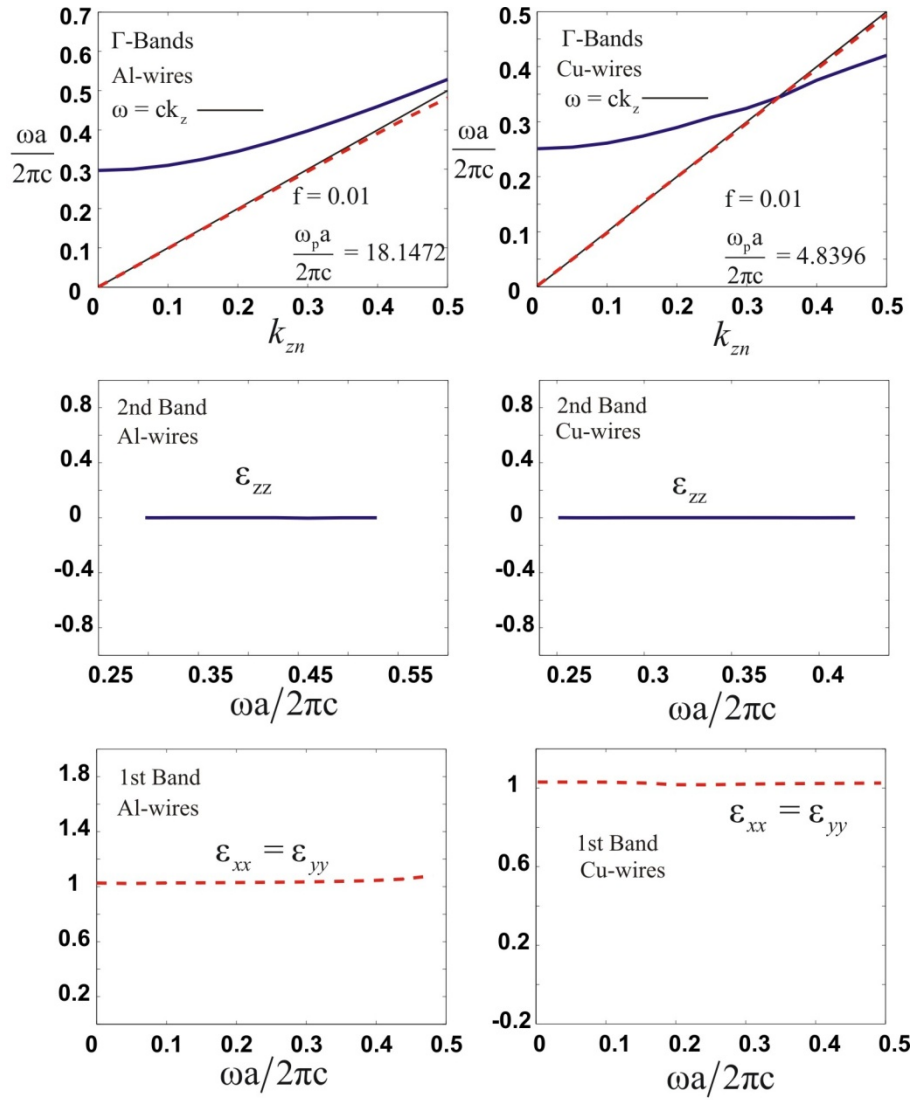 0.7
0.6
0.5
0.4
0.3
0.2
0.1
0
ωa
2πc
Γ-Bands
Al-wires
ω = ck_z
f = 0.01
ω_p a
2πc
= 18.1472
0 0.1 0.2 0.3 0.4 0.5
k_zn
0.5
0.4
0.3
0.2
0.1
0
ωa
2πc
Γ-Bands
Cu-wires
ω = ck_z
f = 0.01
ω_p a
2πc
= 4.8396
0 0.1 0.2 0.3 0.4 0.5
k_zn
0.8
0.4
0
-0.4
-0.8
2nd Band
Al-wires
ε_zz
0.25 0.35 0.45 0.55
ωa/2πc
0.8
0.4
0
-0.4
-0.8
2nd Band
Cu-wires
ε_zz
0.25 0.3 0.35 0.4
ωa/2πc
1.8
1.4
1
0.6
0.2
1st Band
Al-wires
ε_xx = ε_yy
0 0.1 0.2 0.3 0.4 0.5
ωa/2πc
1
0.6
0.2
-0.2
ε_xx = ε_yy
1st Band
Cu-wires
0 0.1 0.2 0.3 0.4 0.5
ωa/2πc